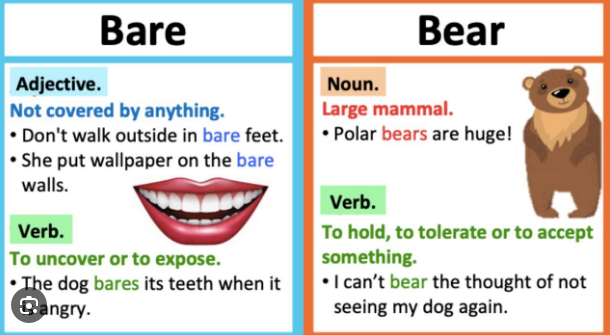 Bare
Adjective.
Not covered by anything.
• Don't walk outside in bare feet.
• She put wallpaper on the bare
walls.
Verb.
To uncover or to expose.
• The dog bares its teeth when it
angry.
Bear
Noun.
Large mammal.
• Polar bears are huge!
Verb.
To hold, to tolerate or to accept
something.
• I can't bear the thought of not
seeing my dog again.